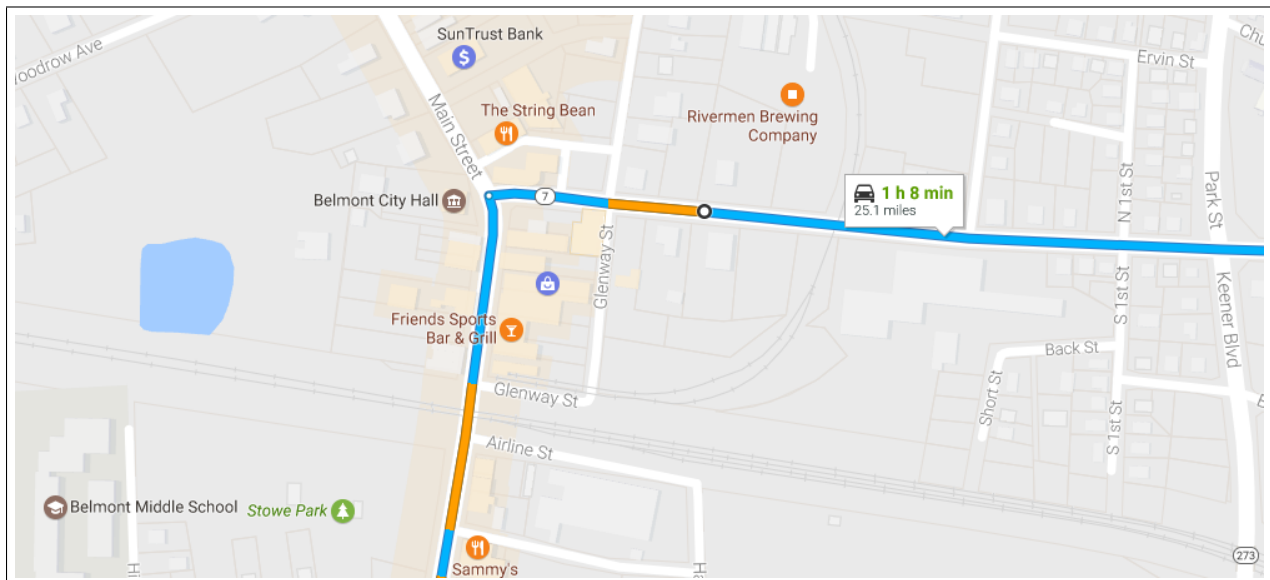 SunTrust Bank
oodrow Ave
Ervin St
Main Street
The String Bean
Rivermen Brewing
Company
Park St
N 1st St
1 h 8 min
25.1 miles
Belmont City Hall
7
Glenway St
S 1st St
Keener Blvd
Friends Sports
Bar & Grill
Back St
Glenway St
Short St
S 1st St
Airline St
Belmont Middle School
Stowe Park
273
Sammy's